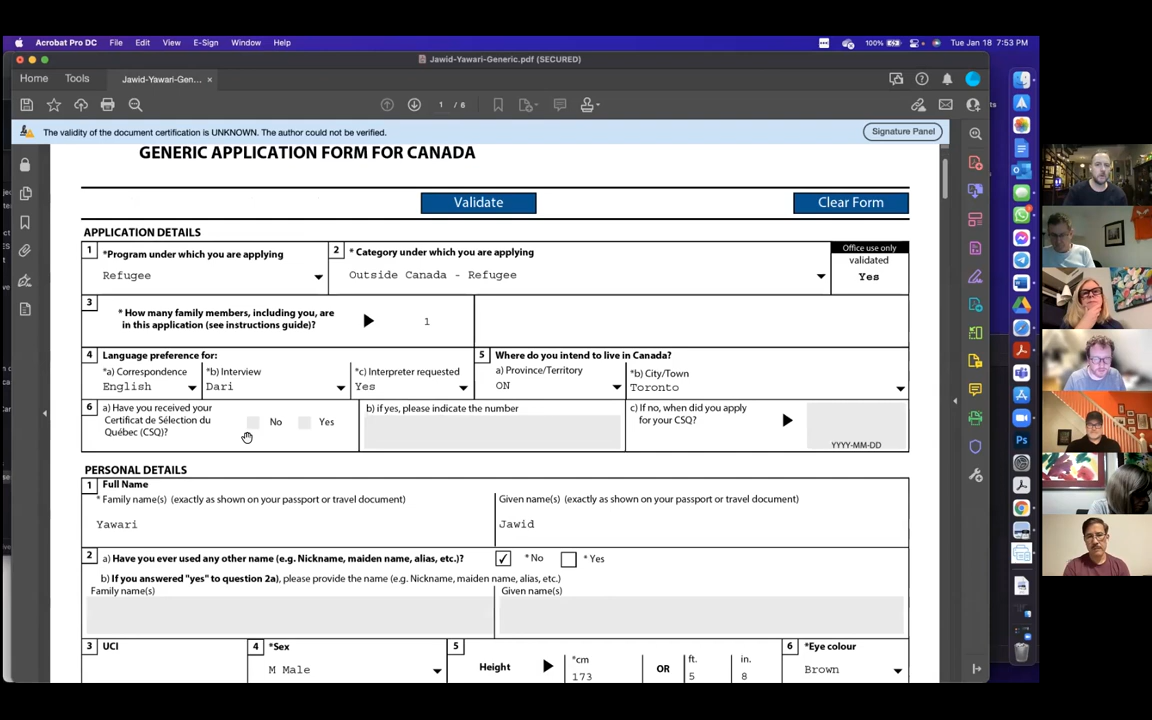 Acrobat Pro DC File Edit View E-Sign Window Help 100% Tue Jan 18 7:53 PM
Jawid-Yawari-Generic.pdf (SECURED)
Home Tools Jawid-Yawari-Gen... ×
1 / 6
The validity of the document certification is UNKNOWN. The author could not be verified. Signature Panel
GENERIC APPLICATION FORM FOR CANADA
Validate Clear Form
APPLICATION DETAILS
1 *Program under which you are applying
Refugee
2 * Category under which you are applying
Outside Canada - Refugee
Office use only
validated
Yes
3 * How many family members, including you, are
in this application (see instructions guide)?
1
4 Language preference for:
*a) Correspondence
English
*b) Interview
Dari
*c) Interpreter requested
Yes
5 Where do you intend to live in Canada?
a) Province/Territory
ON
*b) City/Town
Toronto
6 a) Have you received your
Certificat de Sélection du
Québec (CSQ)?
No Yes
b) if yes, please indicate the number
c) If no, when did you apply
for your CSQ?
YYYY-MM-DD
PERSONAL DETAILS
1 Full Name
* Family name(s) (exactly as shown on your passport or travel document)
Yawari
Given name(s) (exactly as shown on your passport or travel document)
Jawid
2 a) Have you ever used any other name (e.g. Nickname, maiden name, alias, etc.)? * No * Yes
b) If you answered "yes" to question 2a), please provide the name (e.g. Nickname, maiden name, alias, etc.)
Family name(s) Given name(s)
3 UCI
4 *Sex
M Male
5 Height
*cm
173
OR
ft.
5
in.
8
6 *Eye colour
Brown